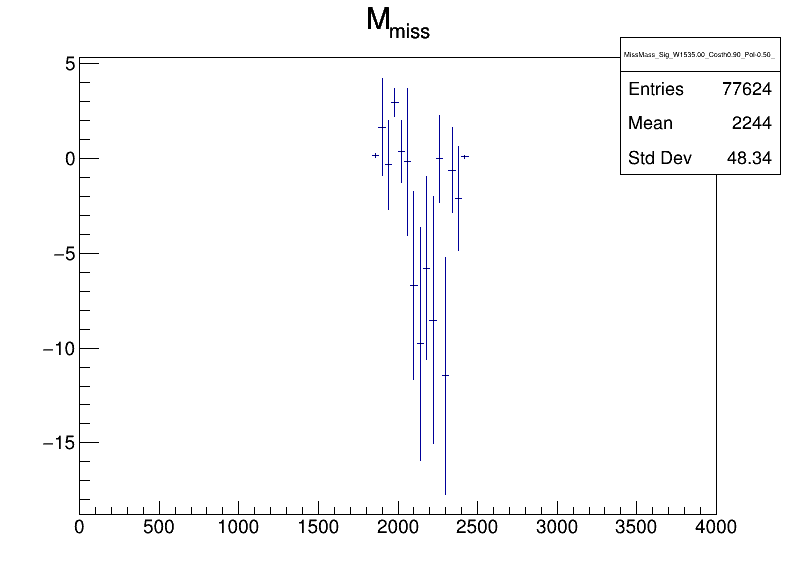 M_miss
MissMass_Sig_W1535.00_Costh0.90_Pol-0.50_
Entries 77624
Mean 2244
Std Dev 48.34
5
0
−5
−10
−15
0 500 1000 1500 2000 2500 3000 3500 4000